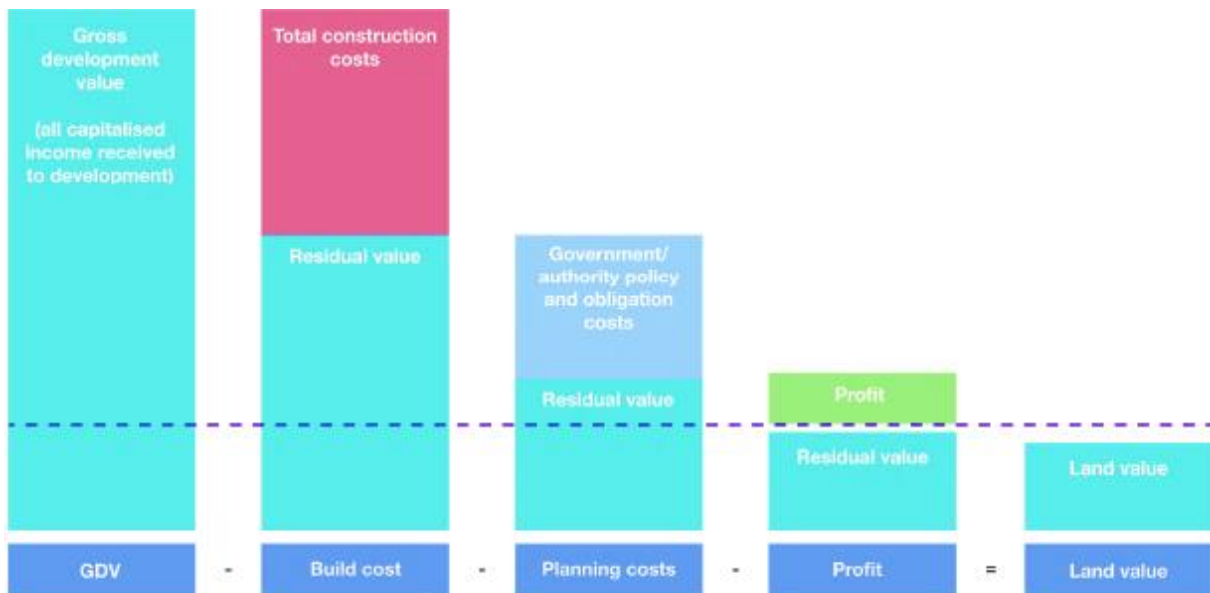 Gross
development
value
(all capitalised
income received
to development)
Total construction
costs
Residual value
Government/
authority policy
and obligation
costs
Residual value
Profit
Residual value
Land value
GDV - Build cost - Planning costs - Profit = Land value